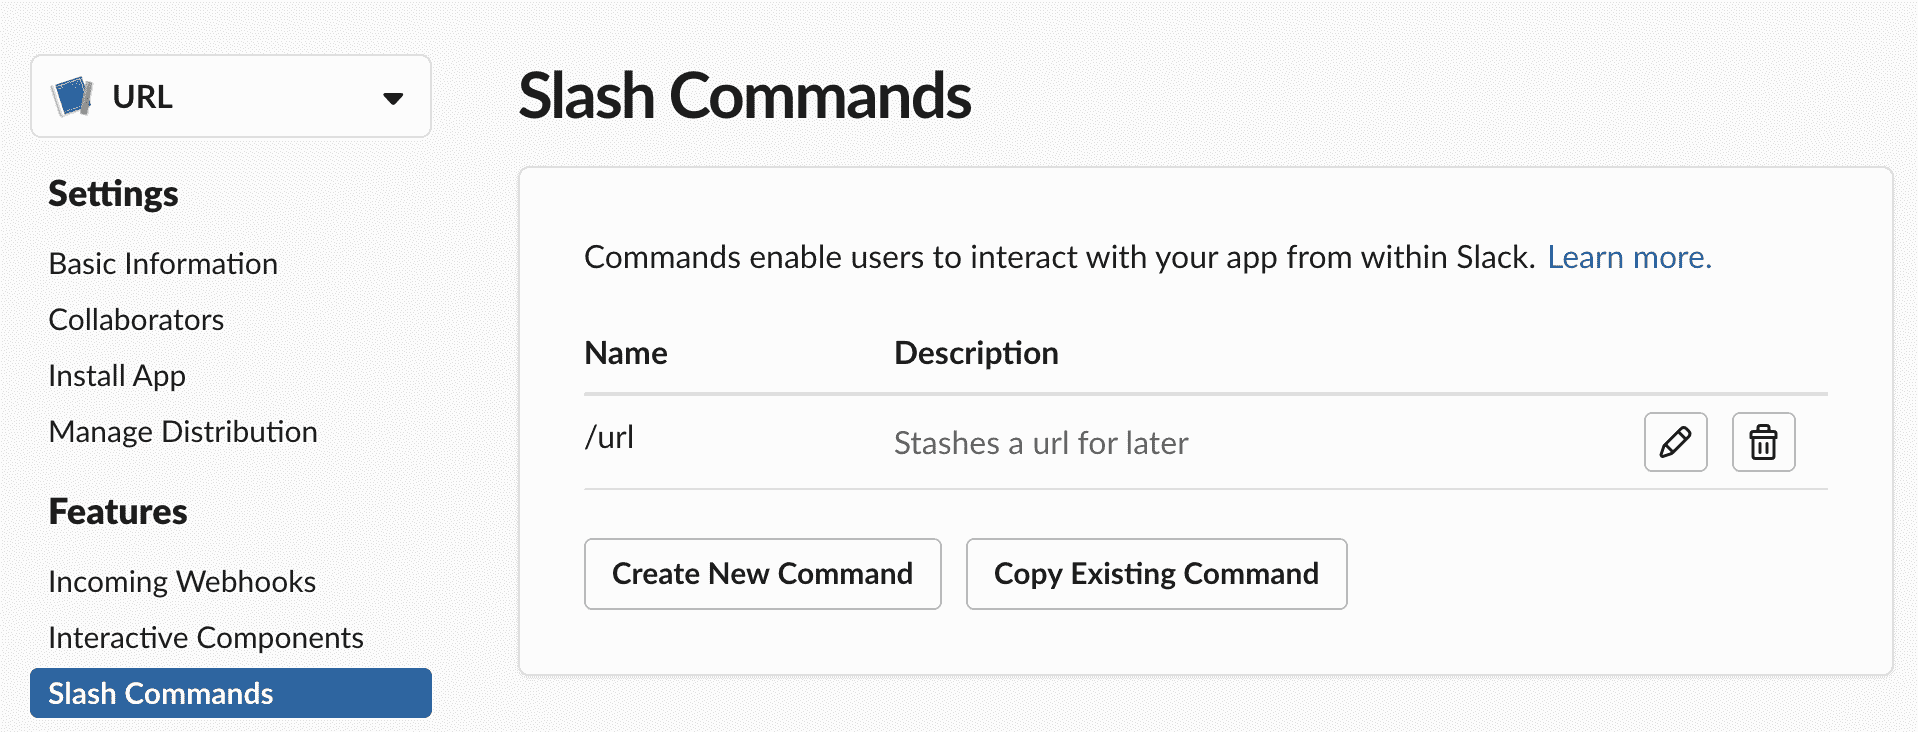 URL
Settings
Basic Information
Collaborators
Install App
Manage Distribution
Features
Incoming Webhooks
Interactive Components
Slash Commands
Slash Commands
Commands enable users to interact with your app from within Slack. Learn more.
Name Description
/url Stashes a url for later
Create New Command Copy Existing Command